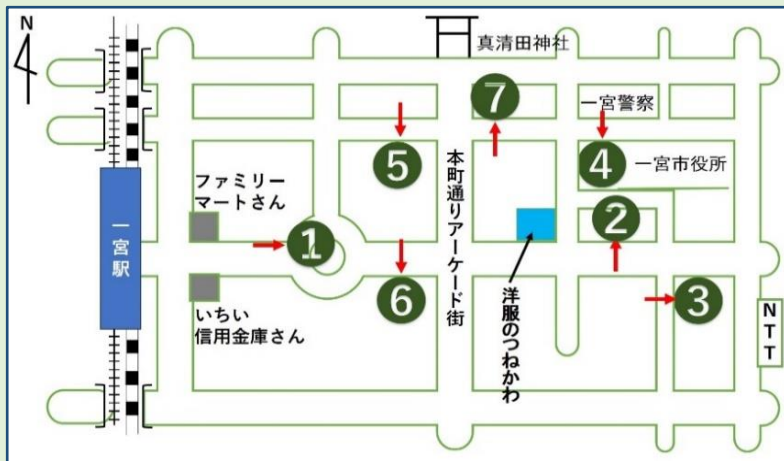 N
真清田神社
7
一宮警察
5
4
一宮市役所
ファミリー
マートさん
本町通りアーケード街
2
1
一宮駅
6
3
いちい
信用金庫さん
洋服のつねかわ
NTT